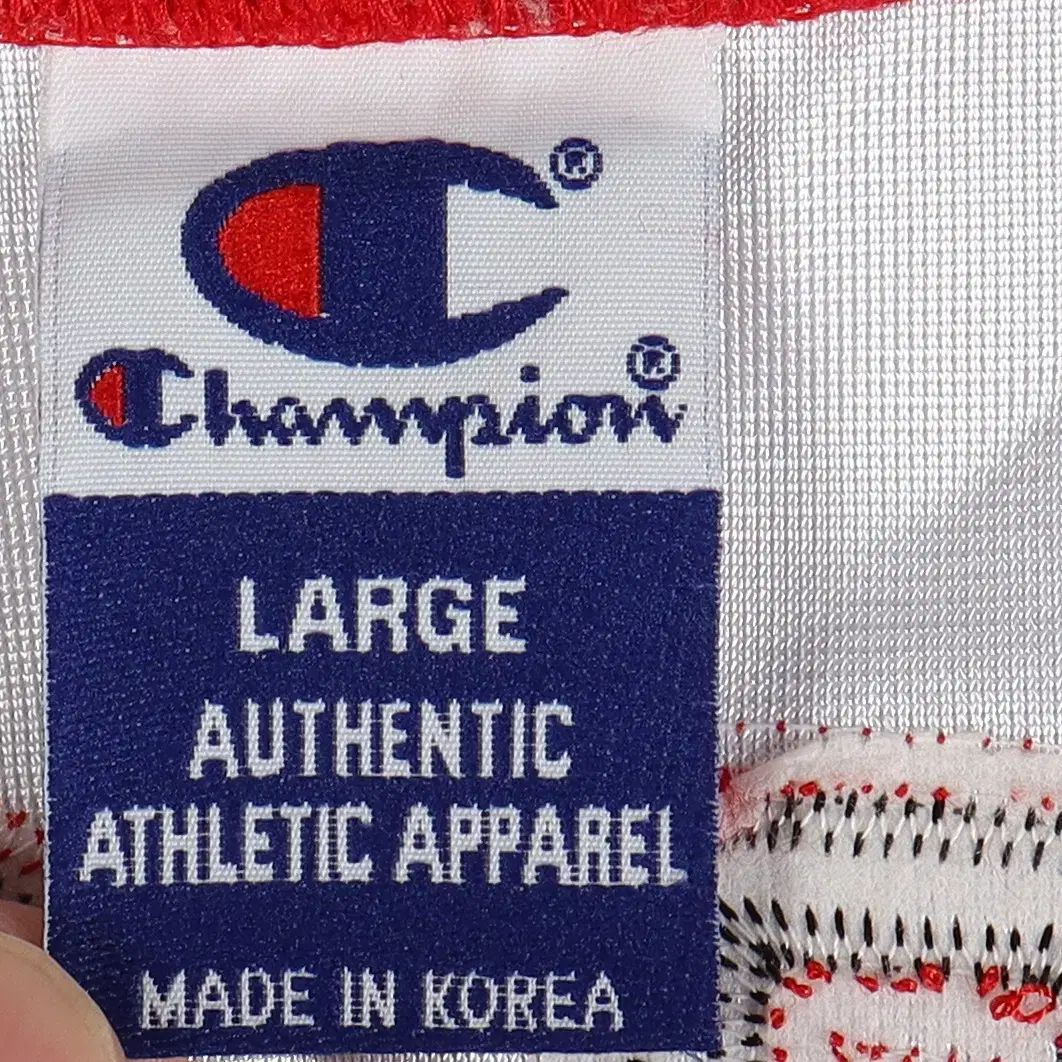 ®
Champion®
LARGE
AUTHENTIC
ATHLETIC APPAREL
MADE IN KOREA